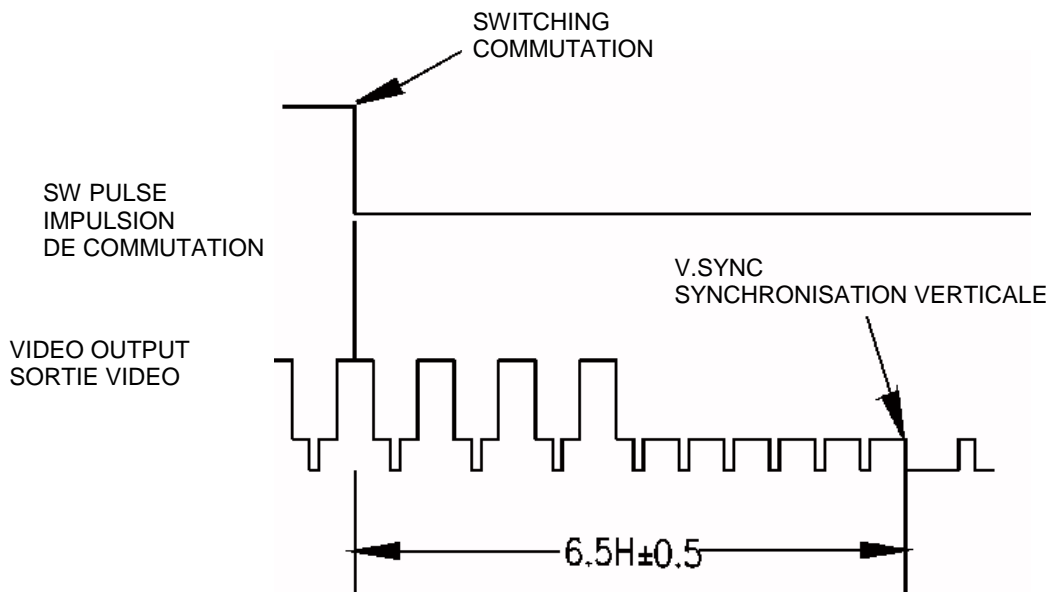 SWITCHING
COMMUTATION
SW PULSE
IMPULSION
DE COMMUTATION
V.SYNC
SYNCHRONISATION VERTICALE
VIDEO OUTPUT
SORTIE VIDEO
6.5H±0.5